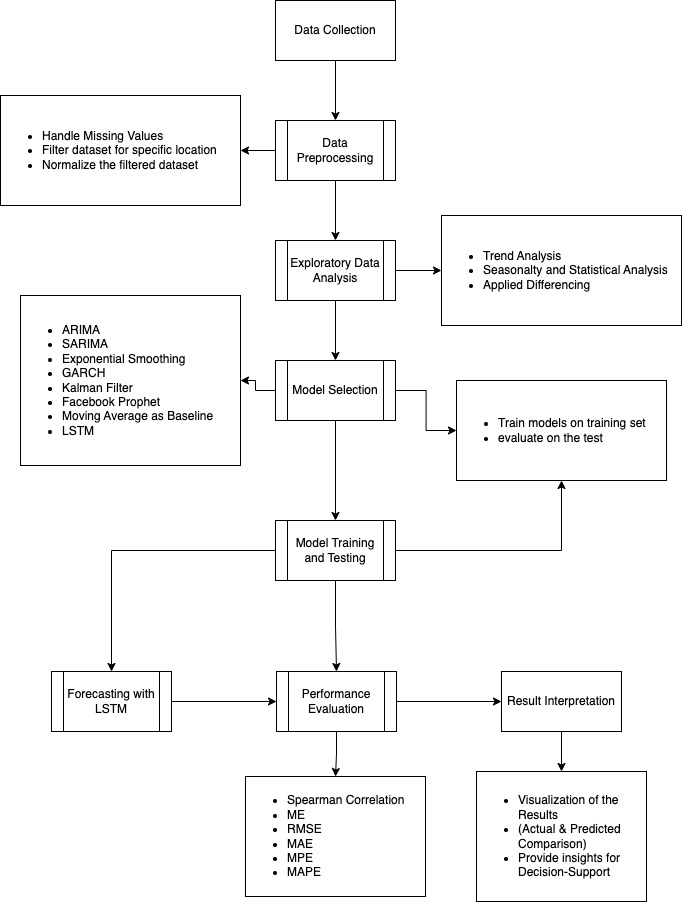 Data Collection
Data
Preprocessing
• Handle Missing Values
• Filter dataset for specific location
• Normalize the filtered dataset
Exploratory Data
Analysis
• Trend Analysis
• Seasonalty and Statistical Analysis
• Applied Differencing
Model Selection
• ARIMA
• SARIMA
• Exponential Smoothing
• GARCH
• Kalman Filter
• Facebook Prophet
• Moving Average as Baseline
• LSTM
• Train models on training set
• evaluate on the test
Model Training
and Testing
Forecasting with
LSTM
Performance
Evaluation
Result Interpretation
• Spearman Correlation
• ME
• RMSE
• MAE
• MPE
• MAPE
• Visualization of the
Results
• (Actual & Predicted
Comparison)
• Provide insights for
Decision-Support